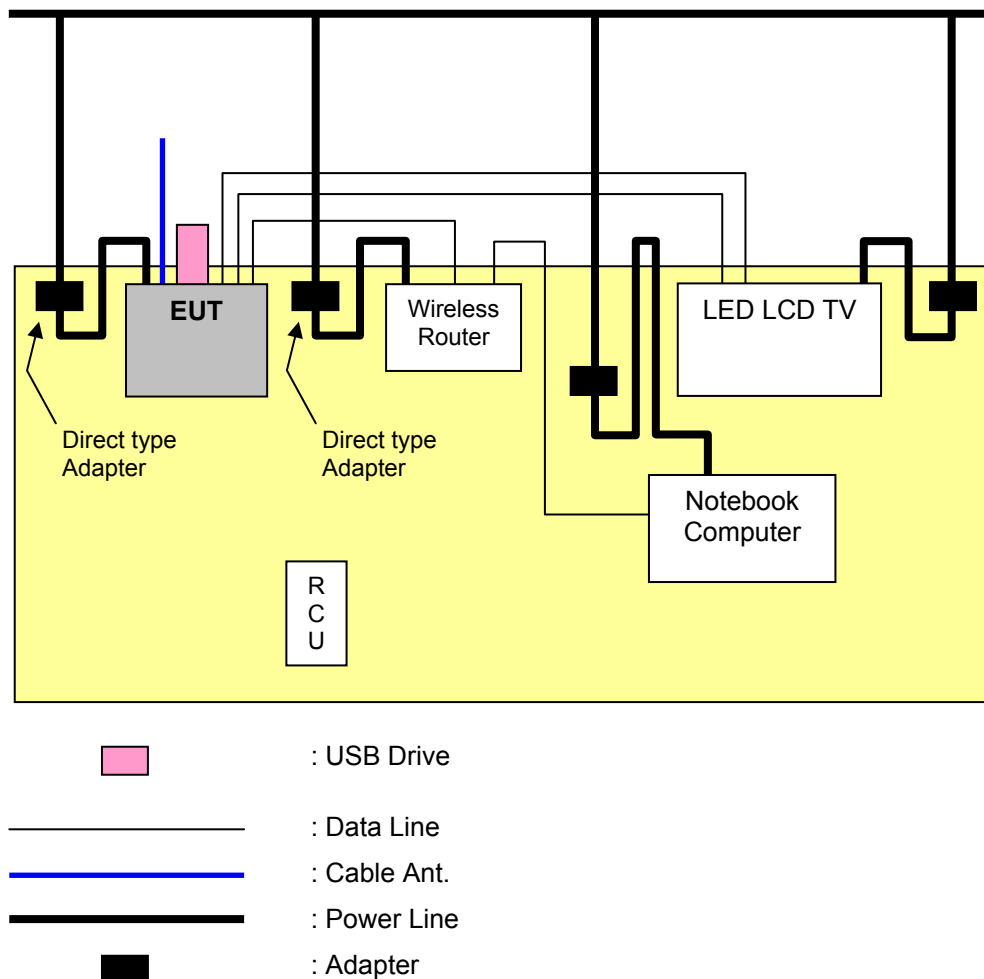 EUT
Wireless
Router
LED LCD TV
Direct type
Adapter
Direct type
Adapter
Notebook
Computer
R
C
U
: USB Drive
: Data Line
: Cable Ant.
: Power Line
: Adapter